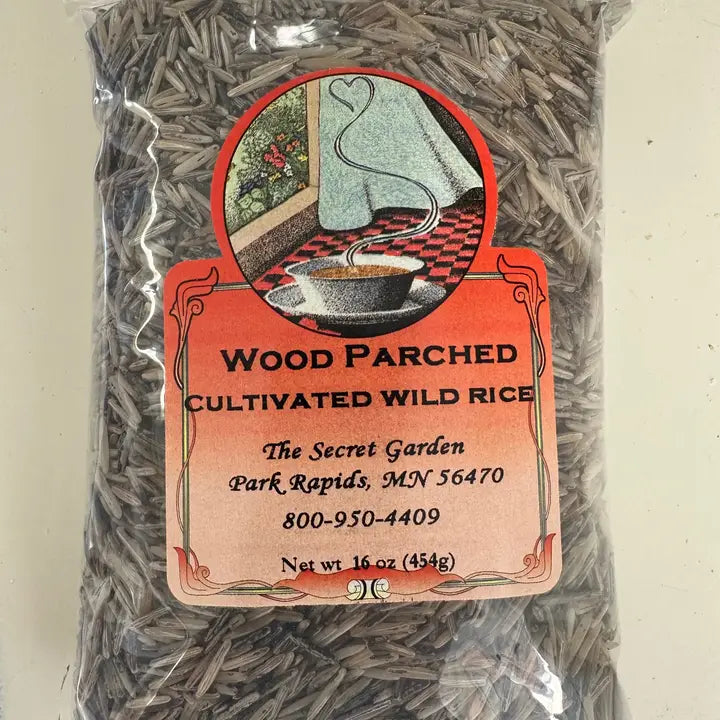 WOOD PARCHED
CULTIVATED WILD RICE
The Secret Garden
Park Rapids, MN 56470
800-950-4409
Net wt 16 oz (454g)